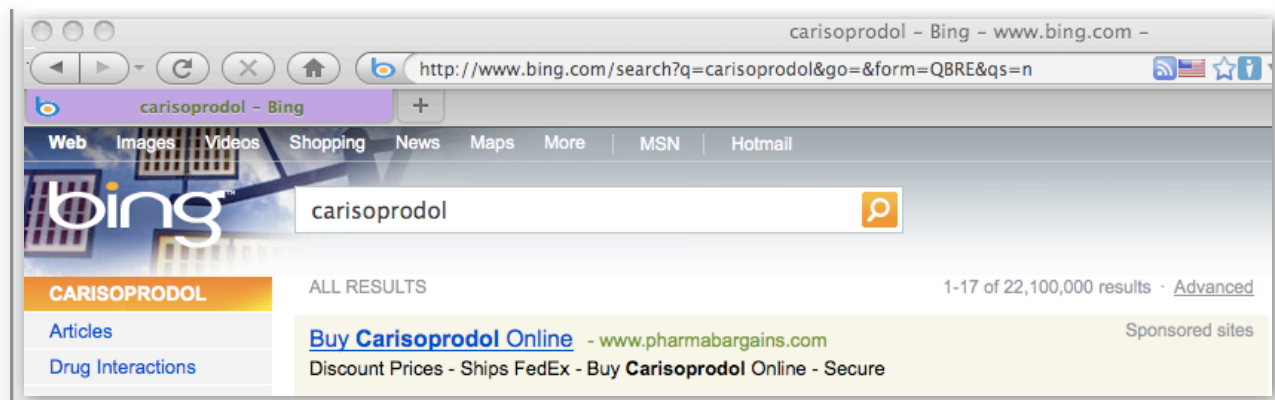 carisoprodol – Bing – www.bing.com –
http://www.bing.com/search?q=carisoprodol&go=&form=QBRE&qs=n
carisoprodol – Bing +
Web Images Videos Shopping News Maps More | MSN | Hotmail
bing™
carisoprodol
CARISOPRODOL
ALL RESULTS 1-17 of 22,100,000 results · Advanced
Articles
Drug Interactions
Buy Carisoprodol Online - www.pharmabargains.com Sponsored sites
Discount Prices - Ships FedEx - Buy Carisoprodol Online - Secure